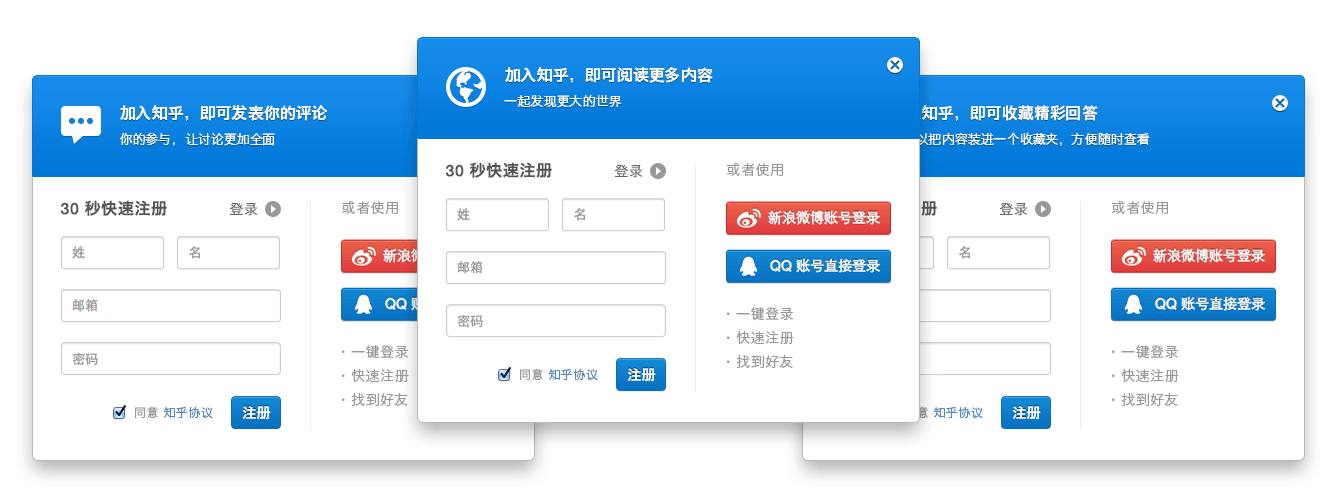 加入知乎，即可发表你的评论
你的参与，让讨论更加全面
30 秒快速注册
登录
或者使用
姓
名
新浪
邮箱
QQ
密码
· 一键登录
· 快速注册
· 找到好友
同意 知乎协议
注册
加入知乎，即可阅读更多内容
一起发现更大的世界
30 秒快速注册
登录
或者使用
姓
名
新浪微博账号登录
邮箱
QQ 账号直接登录
密码
· 一键登录
· 快速注册
· 找到好友
同意 知乎协议
注册
知乎，即可收藏精彩回答
把内容装进一个收藏夹，方便随时查看
册
登录
或者使用
名
新浪微博账号登录
QQ 账号直接登录
· 一键登录
· 快速注册
· 找到好友
知乎协议
注册